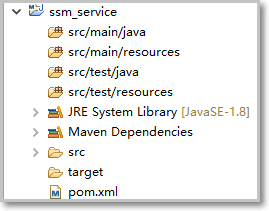 ssm_service
src/main/java
src/main/resources
src/test/java
src/test/resources
JRE System Library [JavaSE-1.8]
Maven Dependencies
src
target
pom.xml